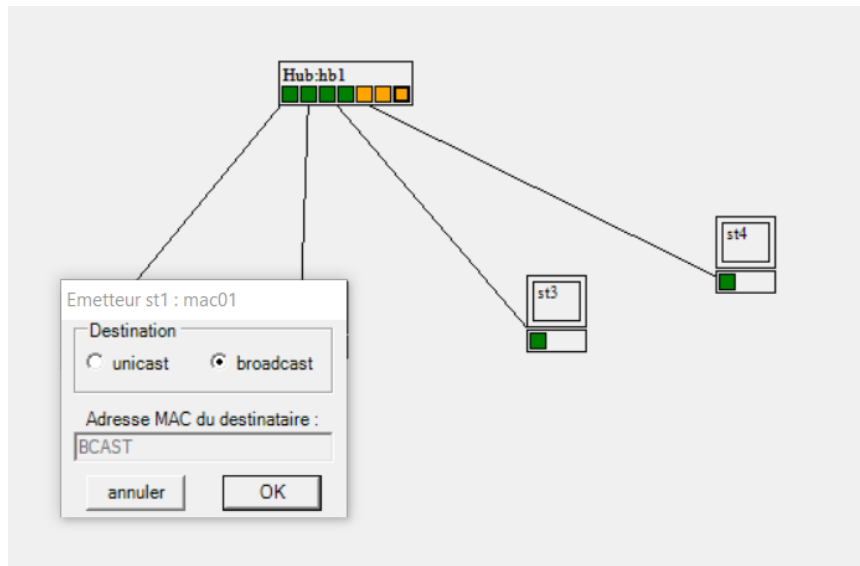 Hub:hb1
st4
st3
Emetteur st1 : mac01
Destination
unicast broadcast
Adresse MAC du destinataire :
BCAST
annuler OK